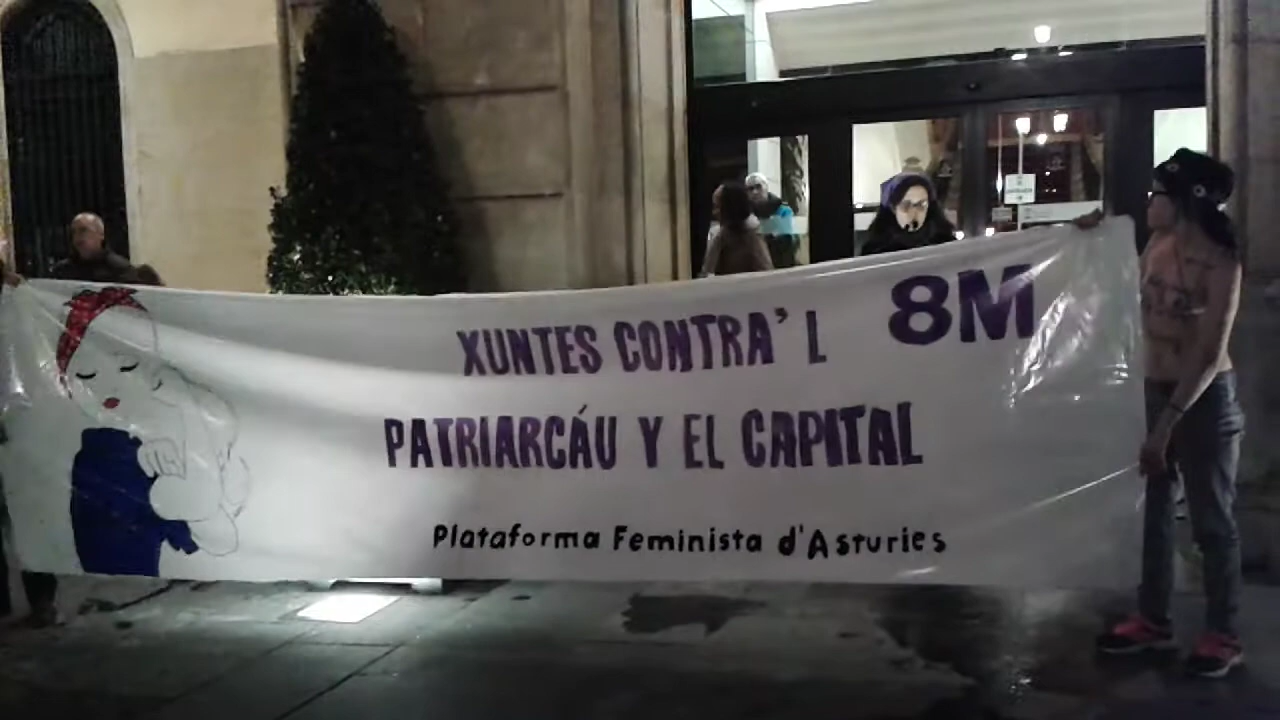 XUNTES CONTRA'L 8M
PATRIARCÁU Y EL CAPITAL
Plataforma Feminista d'Asturies